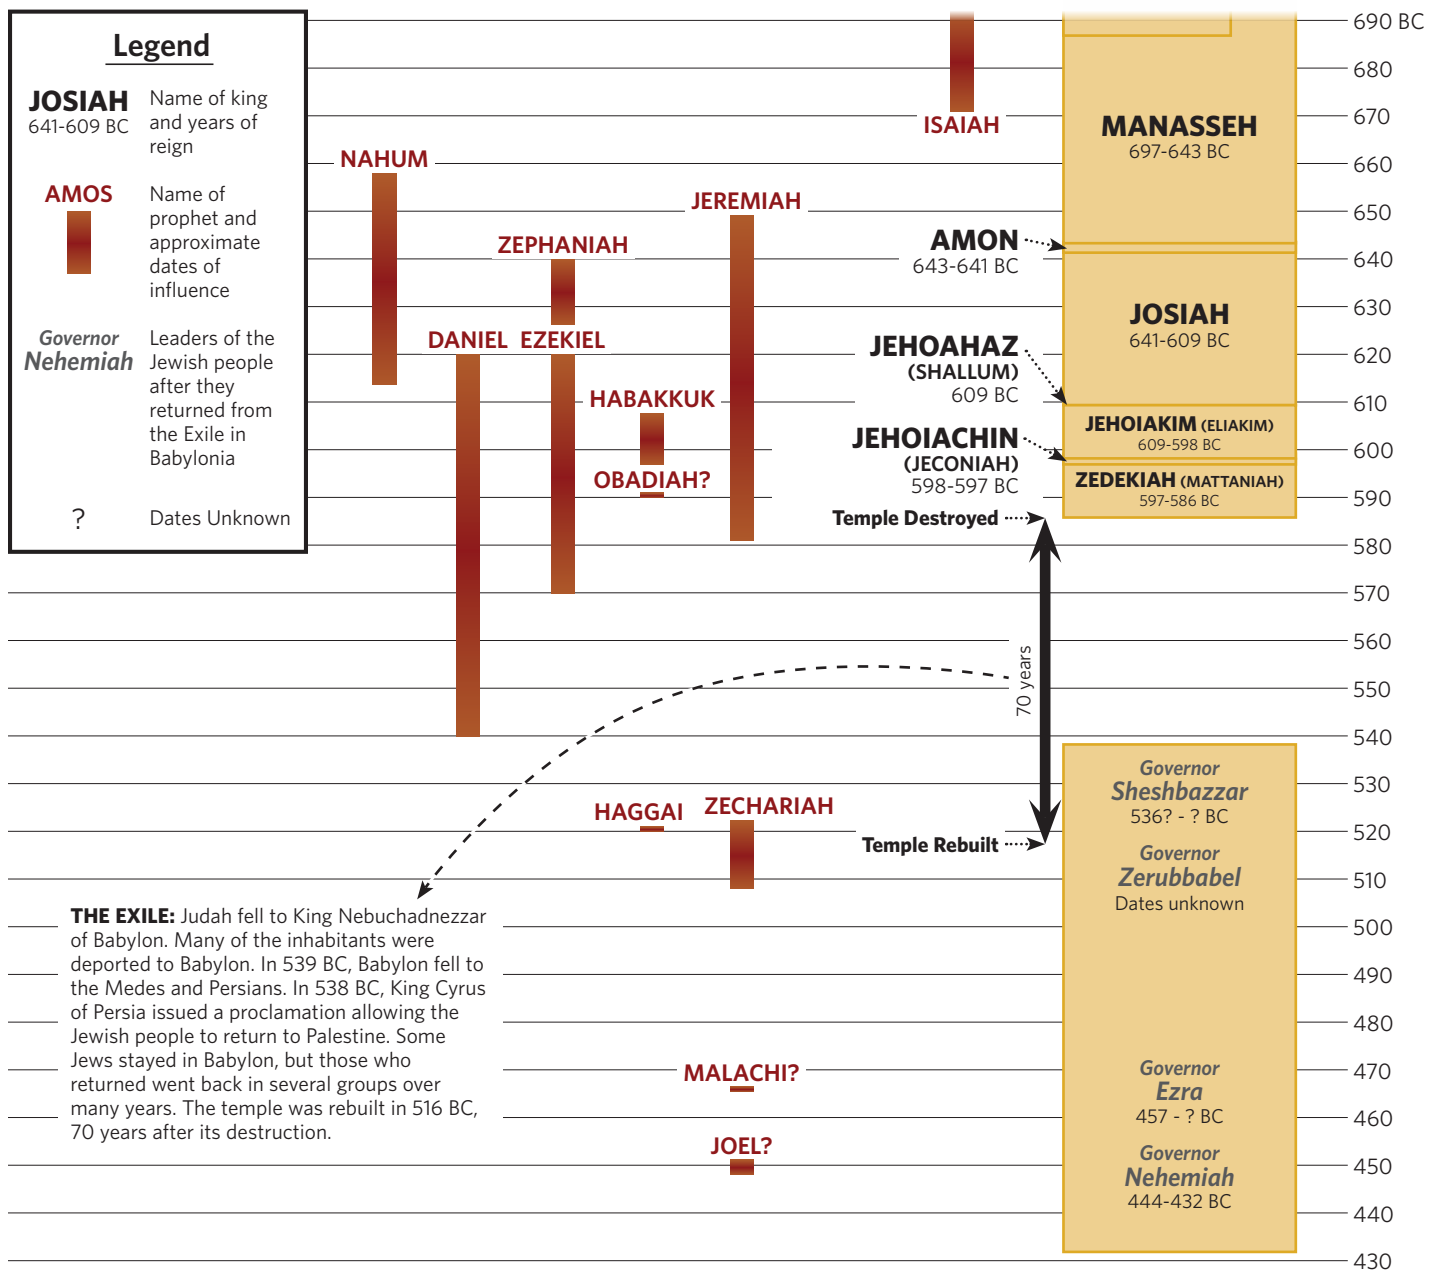 Legend
JOSIAH
641-609 BC
Name of king
and years of
reign
AMOS
Name of
prophet and
approximate
dates of
influence
Governor
Nehemiah
Leaders of the
Jewish people
after they
returned from
the Exile in
Babylonia
?
Dates Unknown
NAHUM
DANIEL
ZEPHANIAH
EZEKIEL
HABAKKUK
OBADIAH?
JEREMIAH
ISAIAH
MANASSEH
697-643 BC
AMON
643-641 BC
JOSIAH
641-609 BC
JEHOAHAZ
(SHALLUM)
609 BC
JEHOIAKIM (ELIAKIM)
609-598 BC
JEHOIACHIN
(JECONIAH)
598-597 BC
ZEDEKIAH (MATTANIAH)
597-586 BC
Temple Destroyed
70 years
Temple Rebuilt
HAGGAI
ZECHARIAH
MALACHI?
JOEL?
Governor
Sheshbazzar
536? - ? BC
Governor
Zerubbabel
Dates unknown
Governor
Ezra
457 - ? BC
Governor
Nehemiah
444-432 BC
THE EXILE: Judah fell to King Nebuchadnezzar
of Babylon. Many of the inhabitants were
deported to Babylon. In 539 BC, Babylon fell to
the Medes and Persians. In 538 BC, King Cyrus
of Persia issued a proclamation allowing the
Jewish people to return to Palestine. Some
Jews stayed in Babylon, but those who
returned went back in several groups over
many years. The temple was rebuilt in 516 BC,
70 years after its destruction.
690 BC
680
670
660
650
640
630
620
610
600
590
580
570
560
550
540
530
520
510
500
490
480
470
460
450
440
430